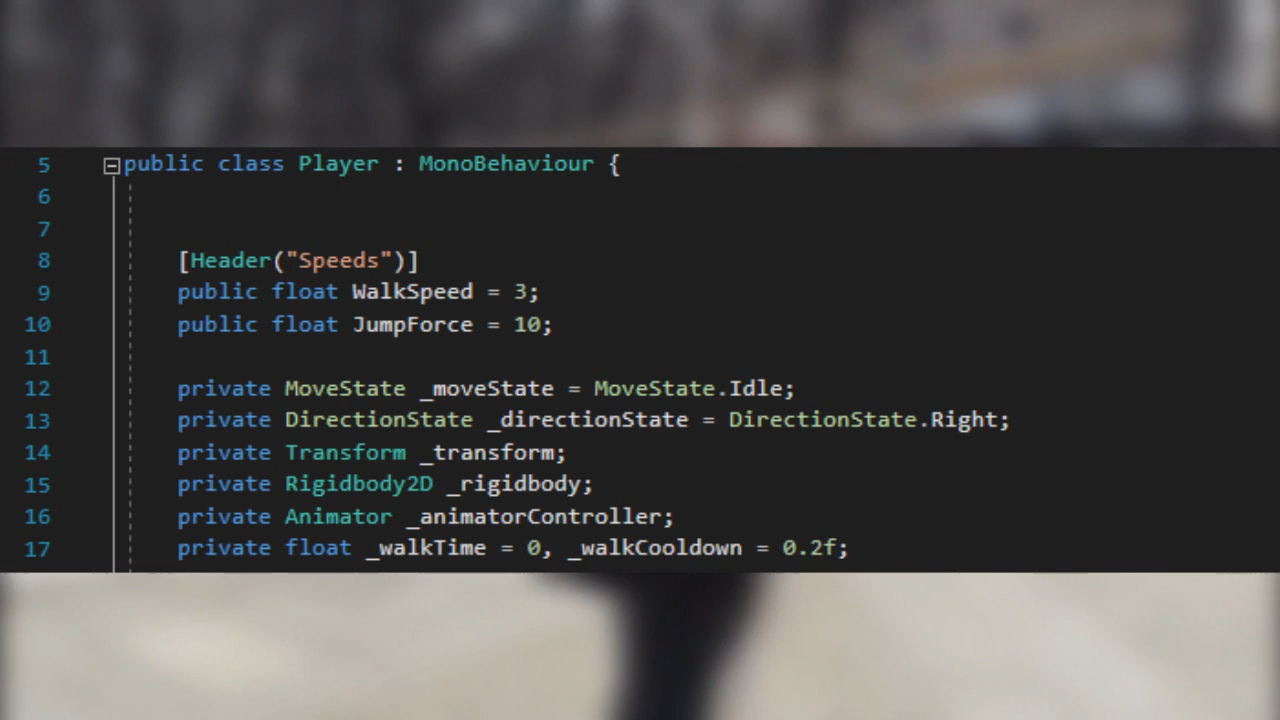 5 public class Player : MonoBehaviour {
6
7
8 [Header("Speeds")]
9 public float WalkSpeed = 3;
10 public float JumpForce = 10;
11
12 private MoveState _moveState = MoveState.Idle;
13 private DirectionState _directionState = DirectionState.Right;
14 private Transform _transform;
15 private Rigidbody2D _rigidbody;
16 private Animator _animatorController;
17 private float _walkTime = 0, _walkCooldown = 0.2f;